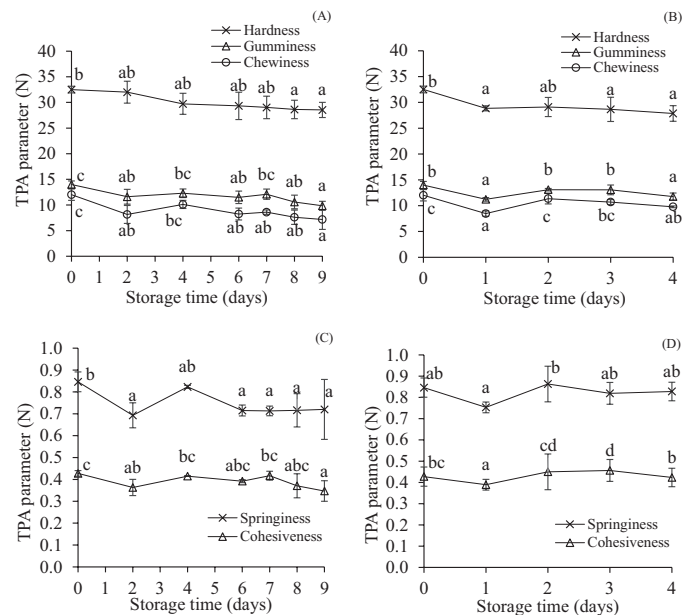 (A)
Hardness
Gumminess
Chewiness
TPA paraneter (N)
40
35
30
25
20
15
10
5
0
b
ab
ab
ab
ab
a
a
c
ab
bc
ab
bc
ab
a
c
ab
bc
ab
ab
ab
a
0 1 2 3 4 5 6 7 8 9
Storage time (days)
(B)
Hardness
Gumminess
Chewiness
TPA parameter (N)
40
35
30
25
20
15
10
5
0
b
a
ab
a
a
b
a
b
b
a
c
a
c
bc
ab
0 1 2 3 4
Storage time (days)
(C)
TPA parameter (N)
1.0
0.9
0.8
0.7
0.6
0.5
0.4
0.3
0.2
0.1
0.0
b
a
ab
a
a
a
a
c
ab
bc
abc
bc
abc
a
Springiness
Cohesiveness
0 1 2 3 4 5 6 7 8 9
Storage time (days)
(D)
TPA parameter (N)
1.0
0.9
0.8
0.7
0.6
0.5
0.4
0.3
0.2
0.1
0.0
ab
a
b
ab
ab
bc
a
cd
d
b
Springiness
Cohesiveness
0 1 2 3 4
Storage time (days)